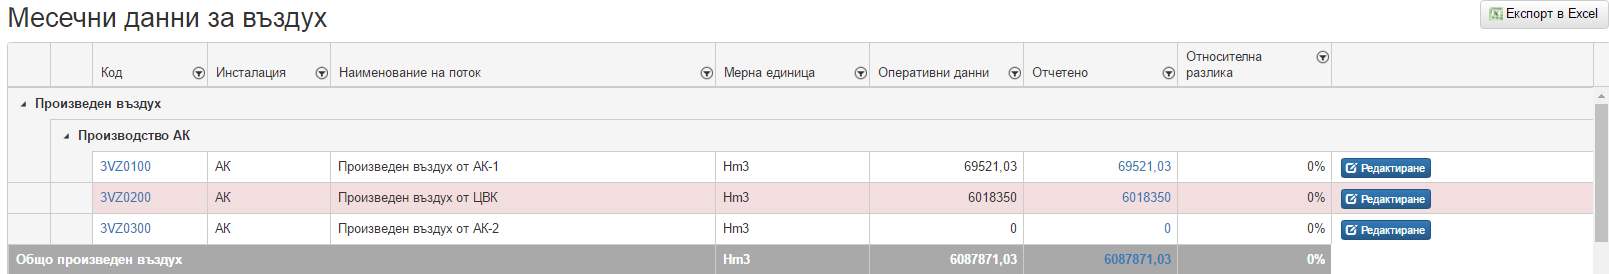 Месечни данни за въздух
Експорт в Excel
Код Инсталация Наименование на поток Мерна единица Оперативни данни Отчетено Относителна разлика
Произведен въздух
Производство АК
3VZ0100 АК Произведен въздух от АК-1 Hm3 69521,03 69521,03 0% Редактиране
3VZ0200 АК Произведен въздух от ЦВК Hm3 6018350 6018350 0% Редактиране
3VZ0300 АК Произведен въздух от АК-2 Hm3 0 0 0% Редактиране
Общо произведен въздух Hm3 6087871,03 6087871,03 0%